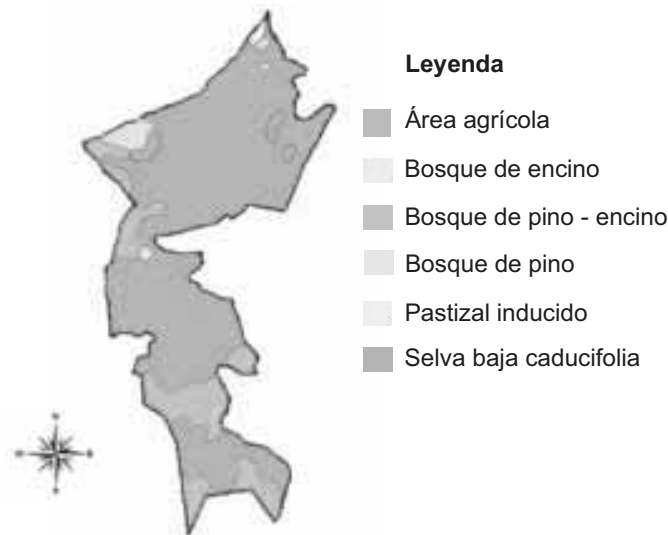 Leyenda
Área agrícola
Bosque de encino
Bosque de pino - encino
Bosque de pino
Pastizal inducido
Selva baja caducifolia